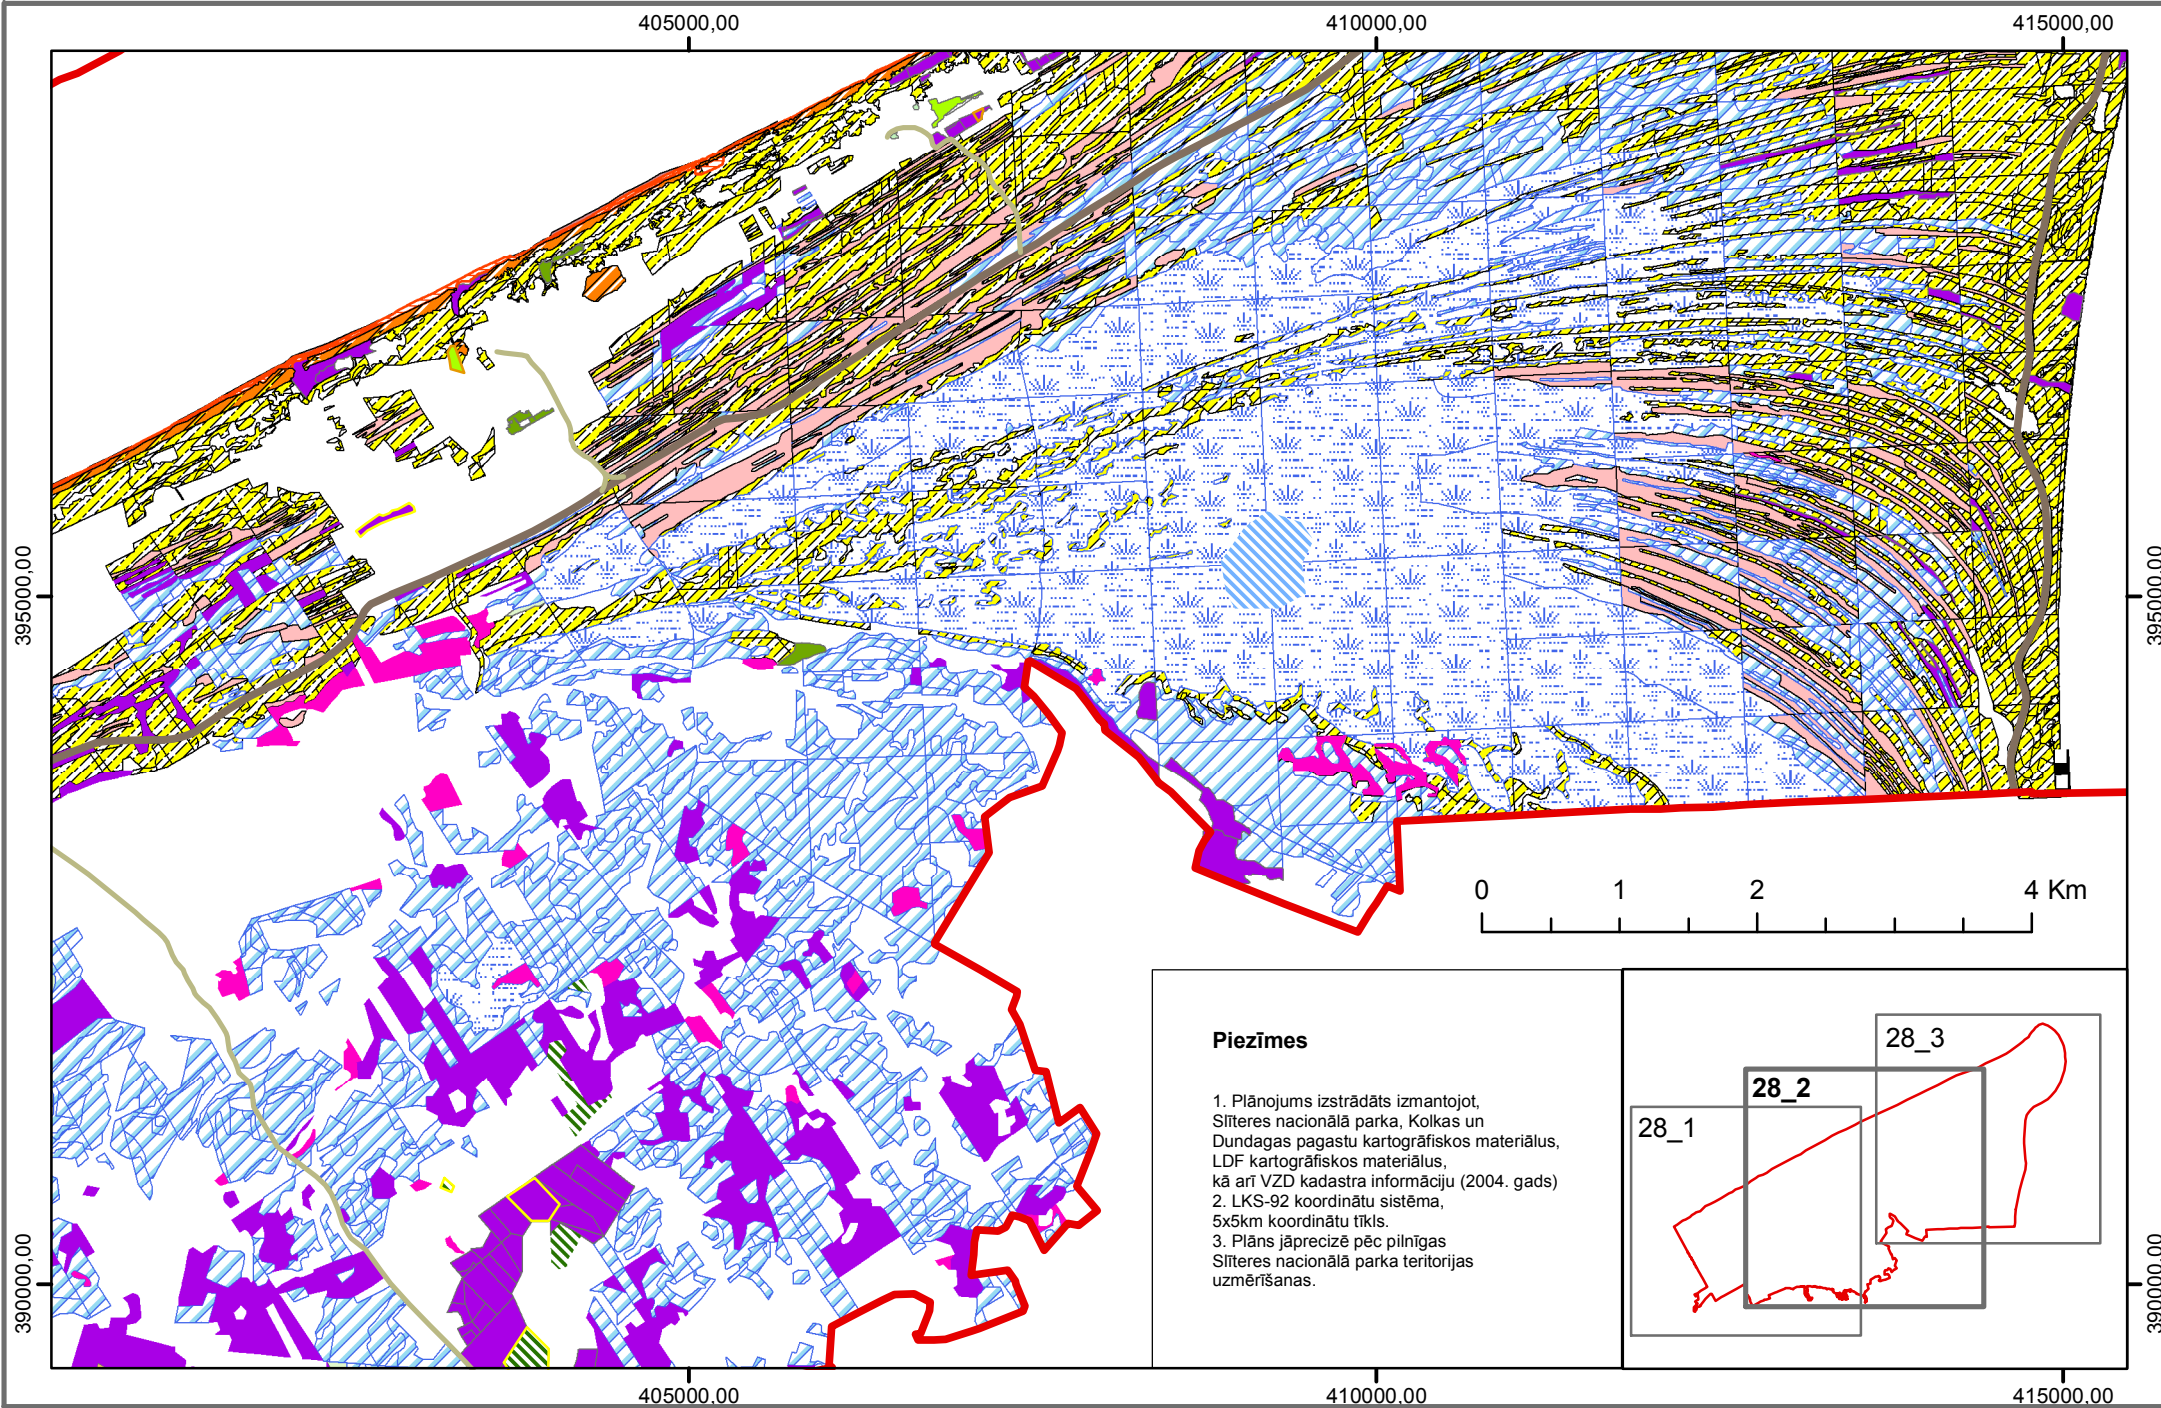 405000,00
410000,00
415000,00
395000,00
395000,00
0
1
2
4 Km
Piezīmes
1. Plānojums izstrādāts izmantojot,
Slīteres nacionālā parka, Kolkas un
Dundagas pagastu kartogrāfiskos materiālus,
LDF kartogrāfiskos materiālus,
kā arī VZD kadastra informāciju (2004. gads)
2. LKS-92 koordinātu sistēma,
5x5km koordinātu tīkls.
3. Plāns jāprecizē pēc pilnīgas
Slīteres nacionālā parka teritorijas
uzmērīšanas.
28_3
28_2
28_1
390000,00
390000,00
405000,00
410000,00
415000,00